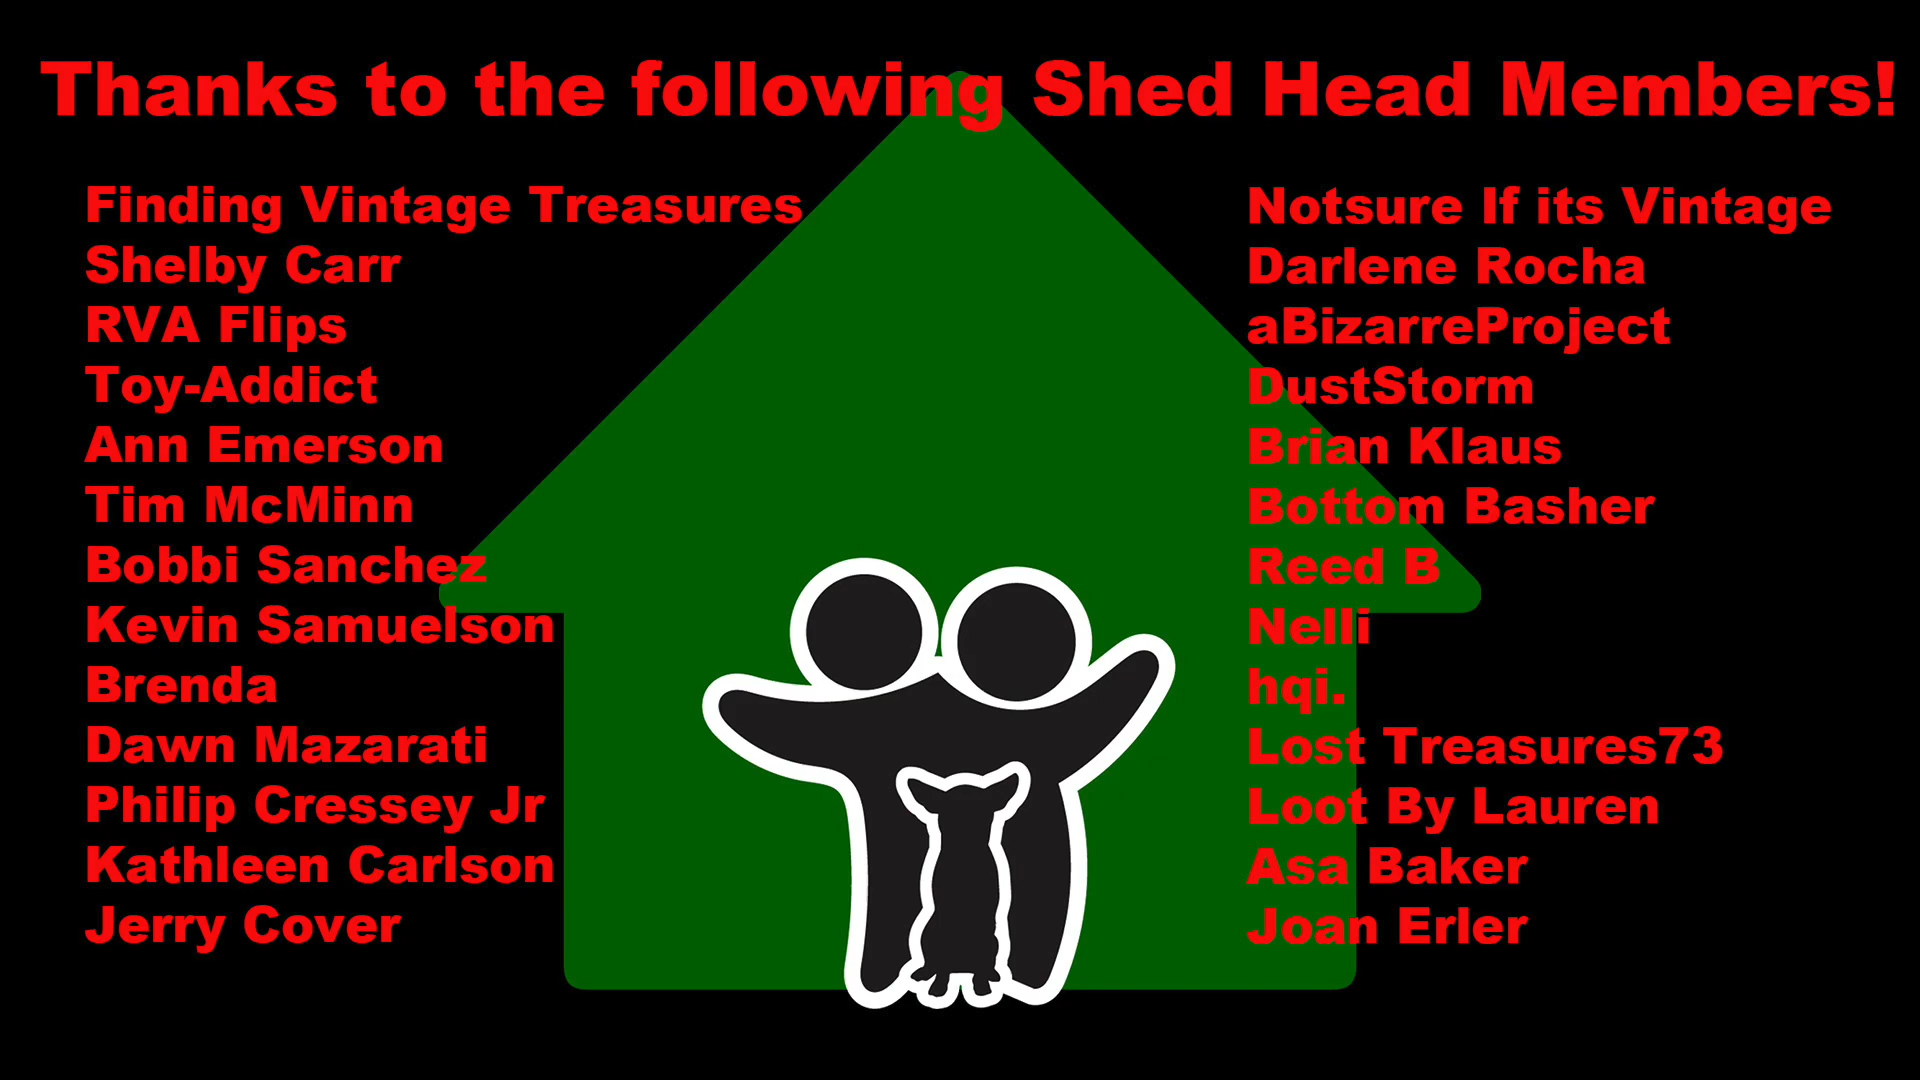 Thanks to the following Shed Head Members!
Finding Vintage Treasures
Shelby Carr
RVA Flips
Toy-Addict
Ann Emerson
Tim McMinn
Bobbi Sanchez
Kevin Samuelson
Brenda
Dawn Mazarati
Philip Cressey Jr
Kathleen Carlson
Jerry Cover
Notsure If its Vintage
Darlene Rocha
aBizarreProject
DustStorm
Brian Klaus
Bottom Basher
Reed B
Nelli
hqi.
Lost Treasures73
Loot By Lauren
Asa Baker
Joan Erler